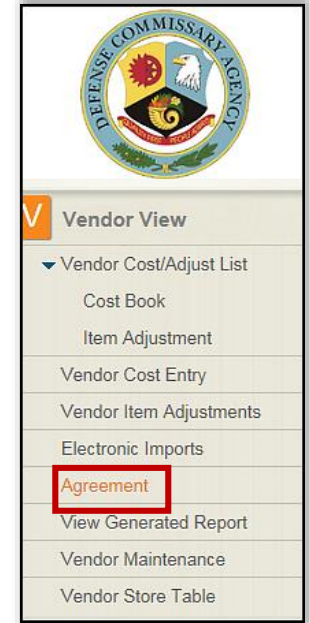 DEFENSE COMMISSARY AGENCY
V Vendor View
Vendor Cost/Adjust List
Cost Book
Item Adjustment
Vendor Cost Entry
Vendor Item Adjustments
Electronic Imports
Agreement
View Generated Report
Vendor Maintenance
Vendor Store Table